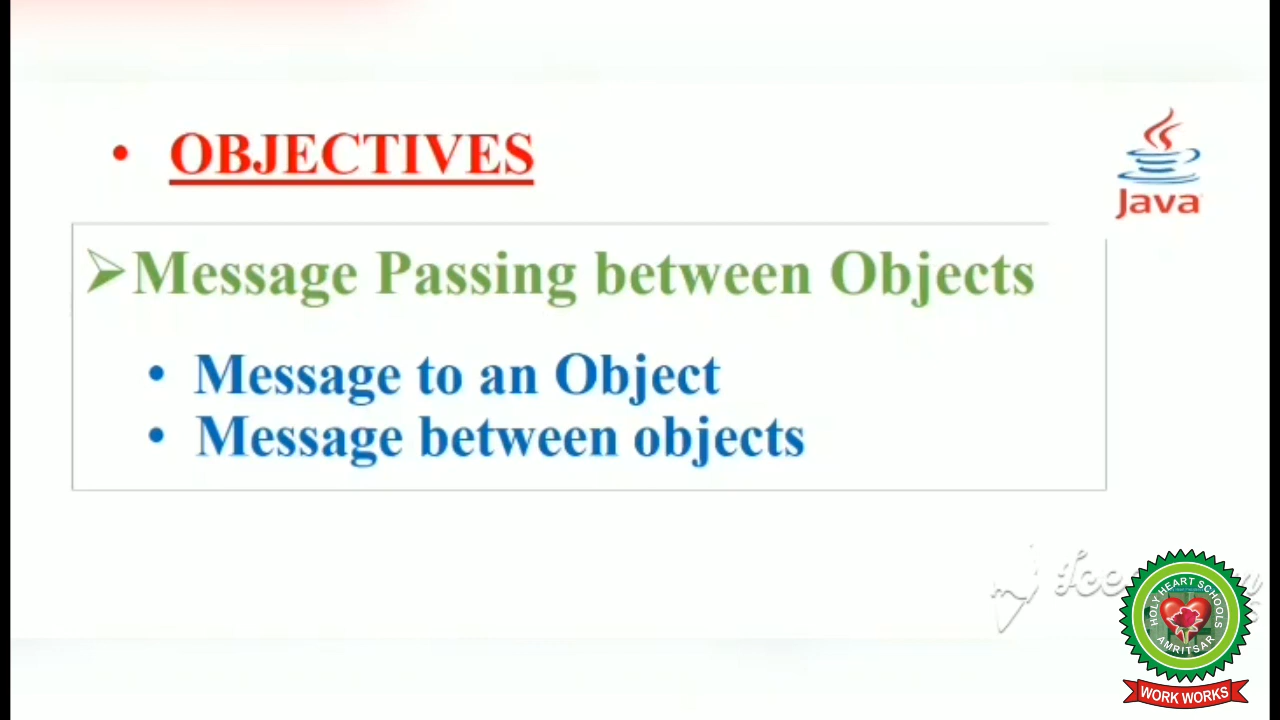 • OBJECTIVES
Java
➢Message Passing between Objects
• Message to an Object
• Message between objects
HOLY HEART SCHOOLS
AMRITSAR
WORK WORKS